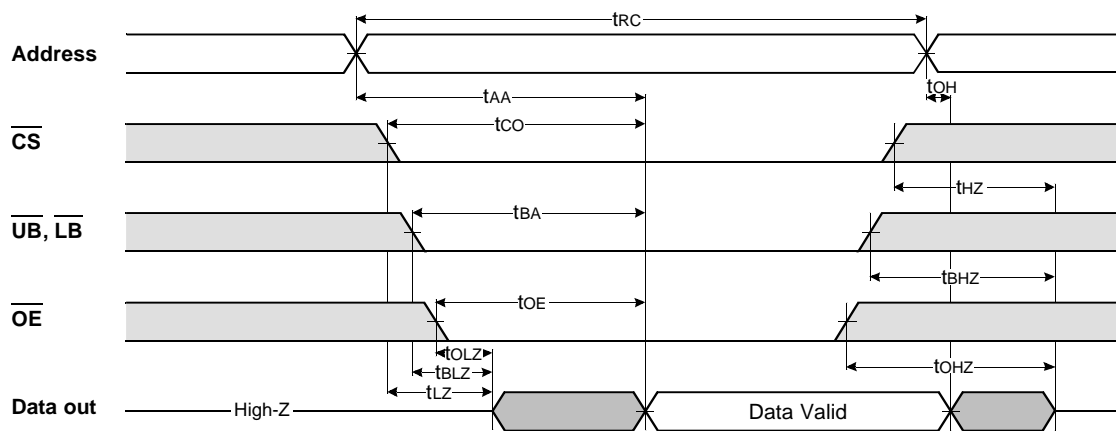 tRC
Address
tAA
tOH
CS
tCO
tHZ
UB, LB
tBA
tBHZ
OE
tOE
tOLZ
tOHZ
tBLZ
tLZ
Data out
High-Z
Data Valid